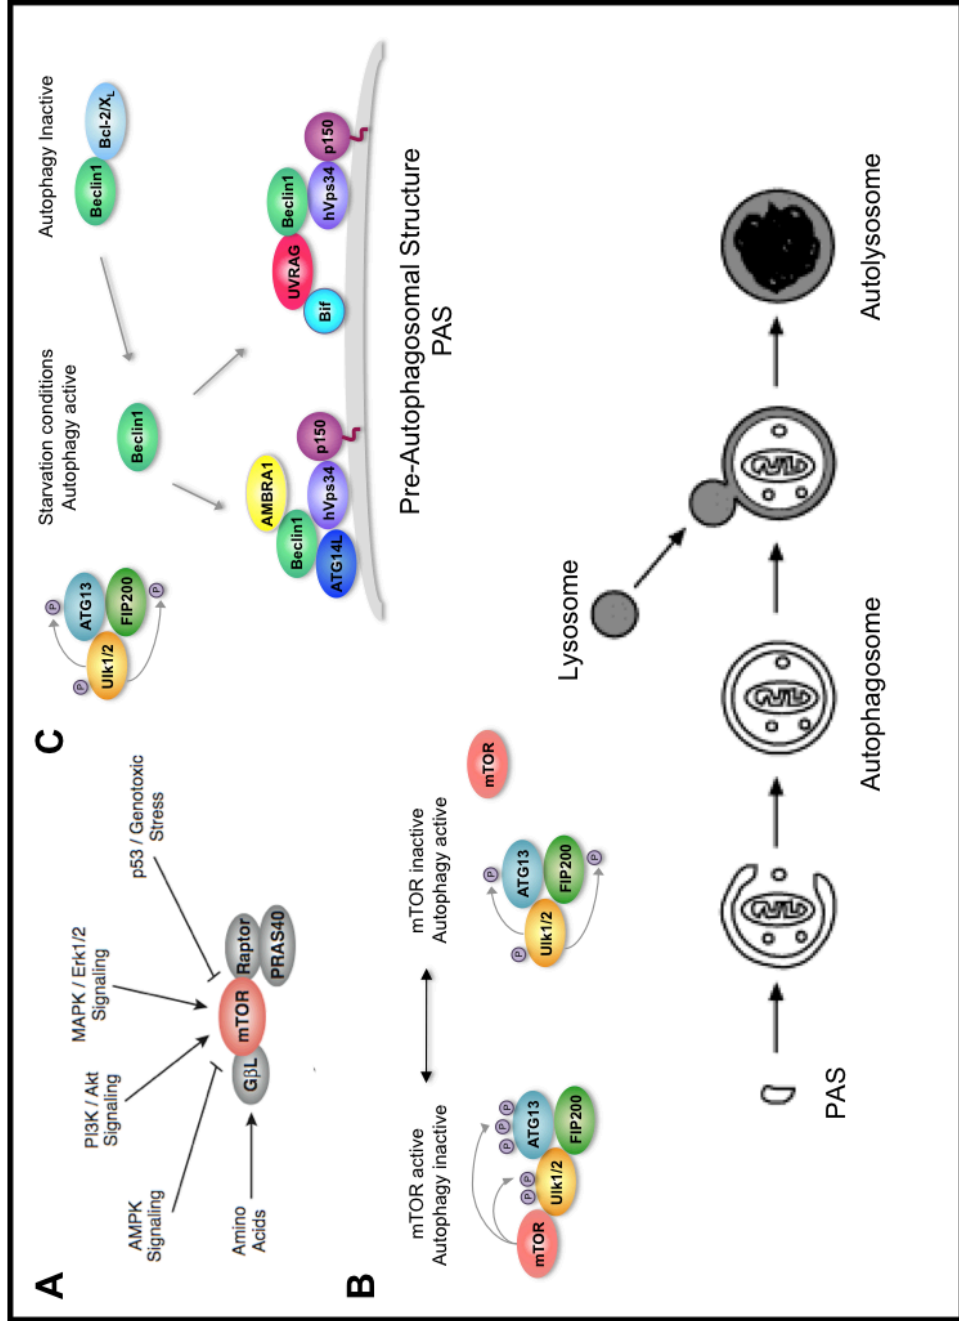 A
AMPK
Signaling
PI3K / Akt
Signaling
MAPK / Erk1/2
Signaling
p53 / Genotoxic
Stress
Amino
Acids
GβL
mTOR
Raptor
PRAS40
B
mTOR active
Autophagy inactive
mTOR
Ulk1/2
P
P
ATG13
P
P
P
FIP200
mTOR inactive
Autophagy active
P
Ulk1/2
P
ATG13
FIP200
P
mTOR
C
P
Ulk1/2
P
ATG13
FIP200
P
Starvation conditions
Autophagy active
Beclin1
Autophagy Inactive
Beclin1
Bcl-2/XL
AMBRA1
Beclin1
ATG14L
hVps34
p150
Bif
UVRAG
Beclin1
hVps34
p150
Pre-Autophagosomal Structure
PAS
Lysosome
PAS
Autophagosome
Autolysosome